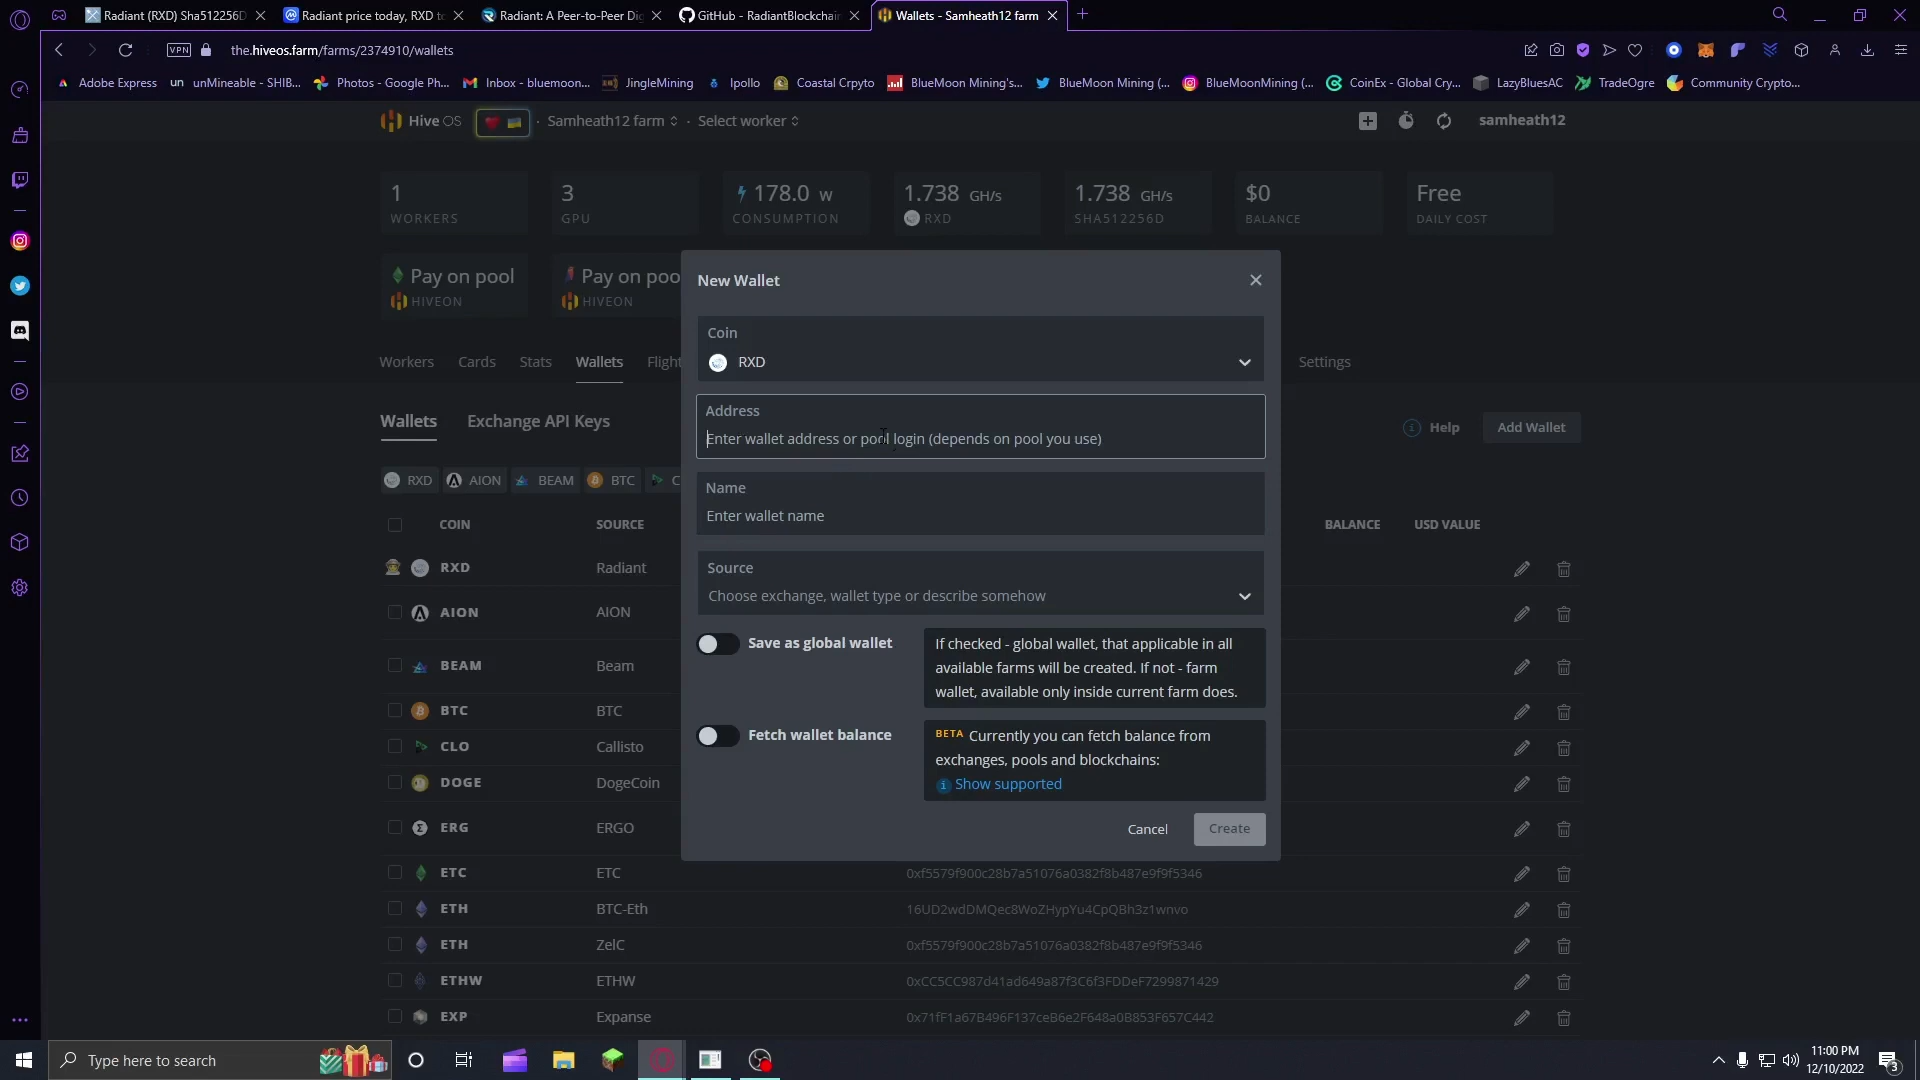 Radiant (RXD) Sha512256D
Radiant price today, RXD to
Radiant: A Peer-to-Peer Dig
GitHub - RadiantBlockchain
Wallets - Samheath12 farm
VPN
the.hiveos.farm/farms/2374910/wallets
Adobe Express
un unMineable - SHIB...
Photos - Google Ph...
Inbox - bluemoon...
JingleMining
Ipollo
Coastal Crpyto
BlueMoon Mining's...
BlueMoon Mining (...
BlueMoonMining (...
CoinEx - Global Cry...
LazyBluesAC
TradeOgre
Community Crypto...
Hive OS · Samheath12 farm · Select worker
samheath12
1
WORKERS
3
GPU
178.0 W
CONSUMPTION
1.738 GH/s
RXD
1.738 GH/s
SHA512256D
$0
BALANCE
Free
DAILY COST
Pay on pool
HIVEON
Pay on poo
HIVEON
Workers Cards Stats Wallets Flight
Settings
Wallets Exchange API Keys
Help
Add Wallet
RXD AION BEAM BTC C
COIN SOURCE
BALANCE USD VALUE
RXD Radiant
AION AION
BEAM Beam
BTC BTC
CLO Callisto
DOGE DogeCoin
ERG ERGO
ETC ETC 0xf5579f900c28b7a51076a0382f8b487e9f9f5346
ETH BTC-Eth 16UD2wdDMQec8WoZHypYu4CpQBh3z1wnvo
ETH ZelC 0xf5579f900c28b7a51076a0382f8b487e9f9f5346
ETHW ETHW 0xCC5CC987d41ad649a87f3C6f3FDDeF7299871429
EXP Expanse 0x71fF1a67B496F137ceB6e2F648a0B853F657C442
New Wallet
Coin
RXD
Address
Enter wallet address or pool login (depends on pool you use)
Name
Enter wallet name
Source
Choose exchange, wallet type or describe somehow
Save as global wallet
If checked - global wallet, that applicable in all
available farms will be created. If not - farm
wallet, available only inside current farm does.
Fetch wallet balance
BETA Currently you can fetch balance from
exchanges, pools and blockchains:
Show supported
Cancel
Create
Type here to search
11:00 PM
12/10/2022
3